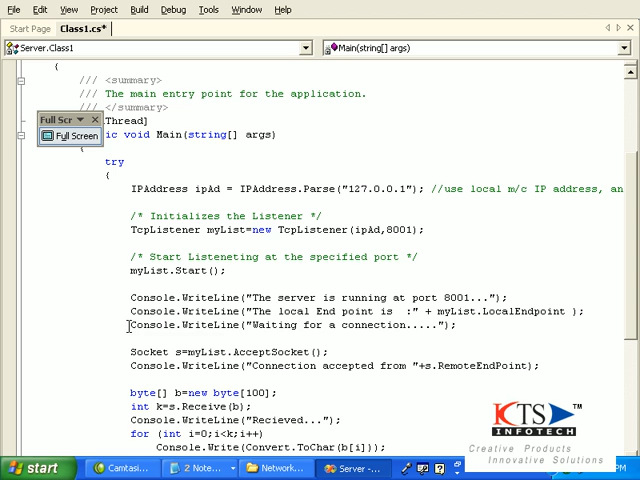 File Edit View Project Build Debug Tools Window Help
Start Page Class1.cs*
Server.Class1 Main(string[] args)
{
/// <summary>
/// The main entry point for the application.
/// </summary>
Full Scr Thread]
Full Screen ic void Main(string[] args)
{
try
{
IPAddress ipAd = IPAddress.Parse("127.0.0.1"); //use local m/c IP address, an
/* Initializes the Listener */
TcpListener myList=new TcpListener(ipAd,8001);
/* Start Listeneting at the specified port */
myList.Start();
Console.WriteLine("The server is running at port 8001...");
Console.WriteLine("The local End point is :" + myList.LocalEndpoint );
Console.WriteLine("Waiting for a connection.....");
Socket s=myList.AcceptSocket();
Console.WriteLine("Connection accepted from "+s.RemoteEndPoint);
byte[] b=new byte[100];
int k=s.Receive(b);
Console.WriteLine("Recieved...");
for (int i=0;i<k;i++)
Console.Write(Convert.ToChar(b[i]));
KTS TM
INFOTECH
Creative Products
Innovative Solutions
start Camtasi... 2 Note... Network... Server -... PM